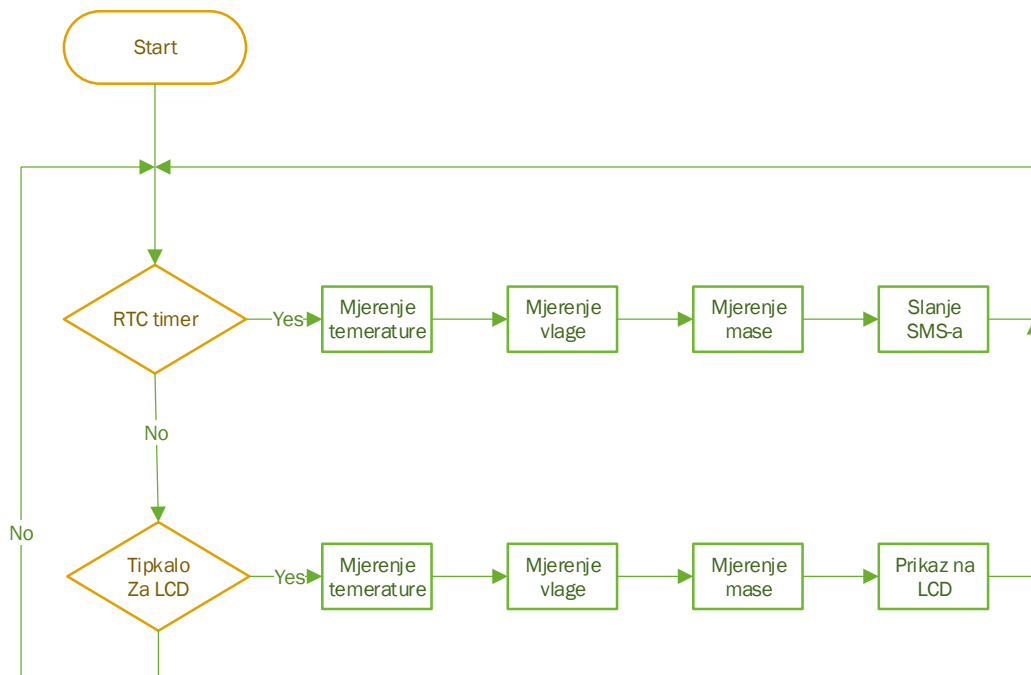 Start
RTC timer
Yes
Mjerenje
temerature
Mjerenje
vlage
Mjerenje
mase
Slanje
SMS-a
No
No
Tipkalo
Za LCD
Yes
Mjerenje
temerature
Mjerenje
vlage
Mjerenje
mase
Prikaz na
LCD